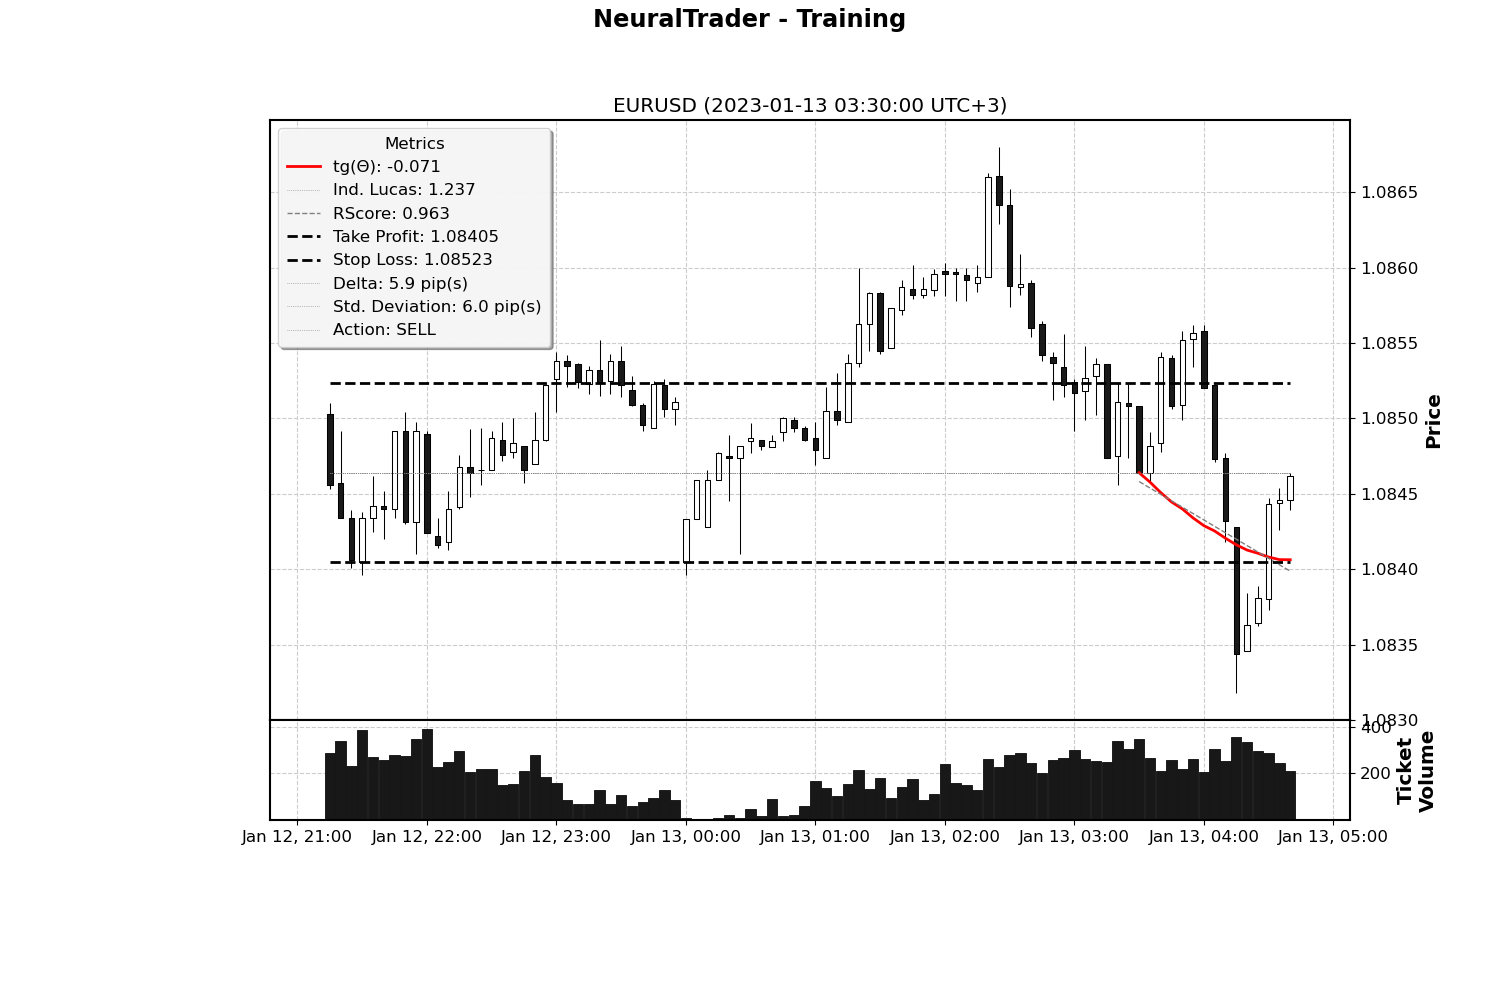 NeuralTrader - Training
EURUSD (2023-01-13 03:30:00 UTC+3)
Metrics
tg(Θ): -0.071
Ind. Lucas: 1.237
RScore: 0.963
Take Profit: 1.08405
Stop Loss: 1.08523
Delta: 5.9 pip(s)
Std. Deviation: 6.0 pip(s)
Action: SELL
1.0865
1.0860
1.0855
1.0850
1.0845
1.0840
1.0835
1.0830
Price
400
200
Ticket
Volume
Jan 12, 21:00
Jan 12, 22:00
Jan 12, 23:00
Jan 13, 00:00
Jan 13, 01:00
Jan 13, 02:00
Jan 13, 03:00
Jan 13, 04:00
Jan 13, 05:00